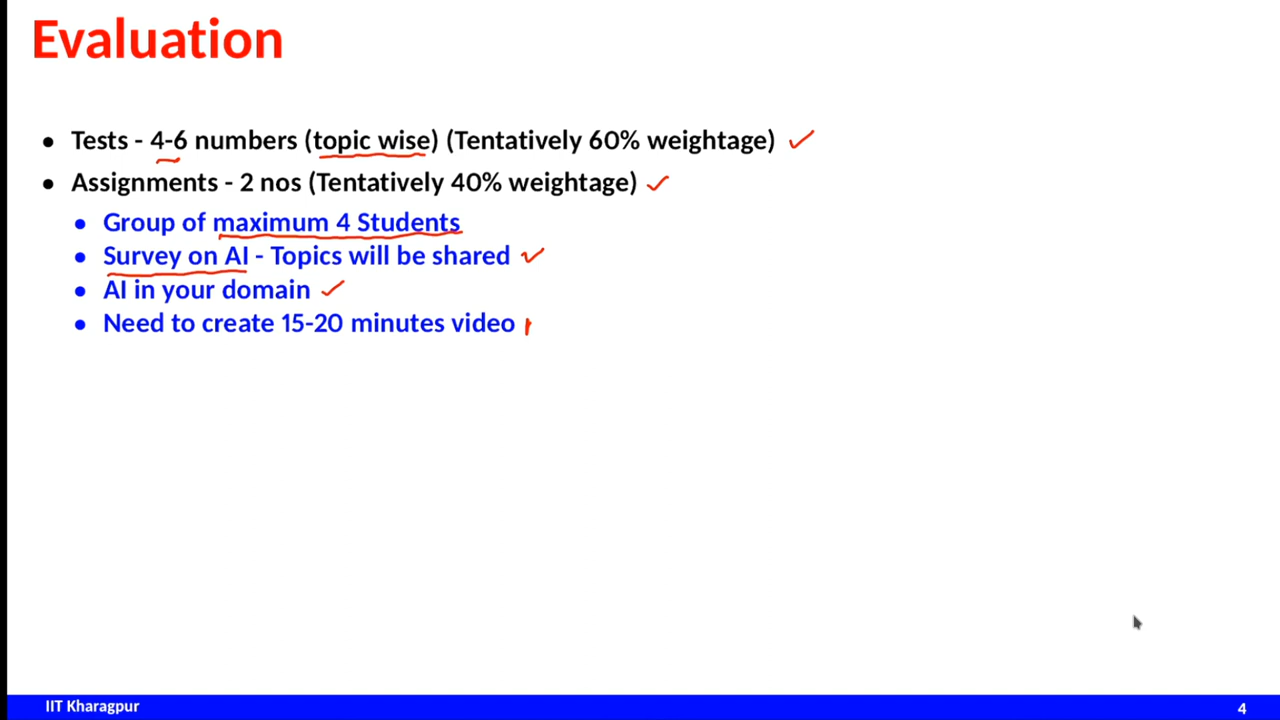 Evaluation
• Tests - 4-6 numbers (topic wise) (Tentatively 60% weightage)
• Assignments - 2 nos (Tentatively 40% weightage)
• Group of maximum 4 Students
• Survey on AI - Topics will be shared
• AI in your domain
• Need to create 15-20 minutes video
IIT Kharagpur 4